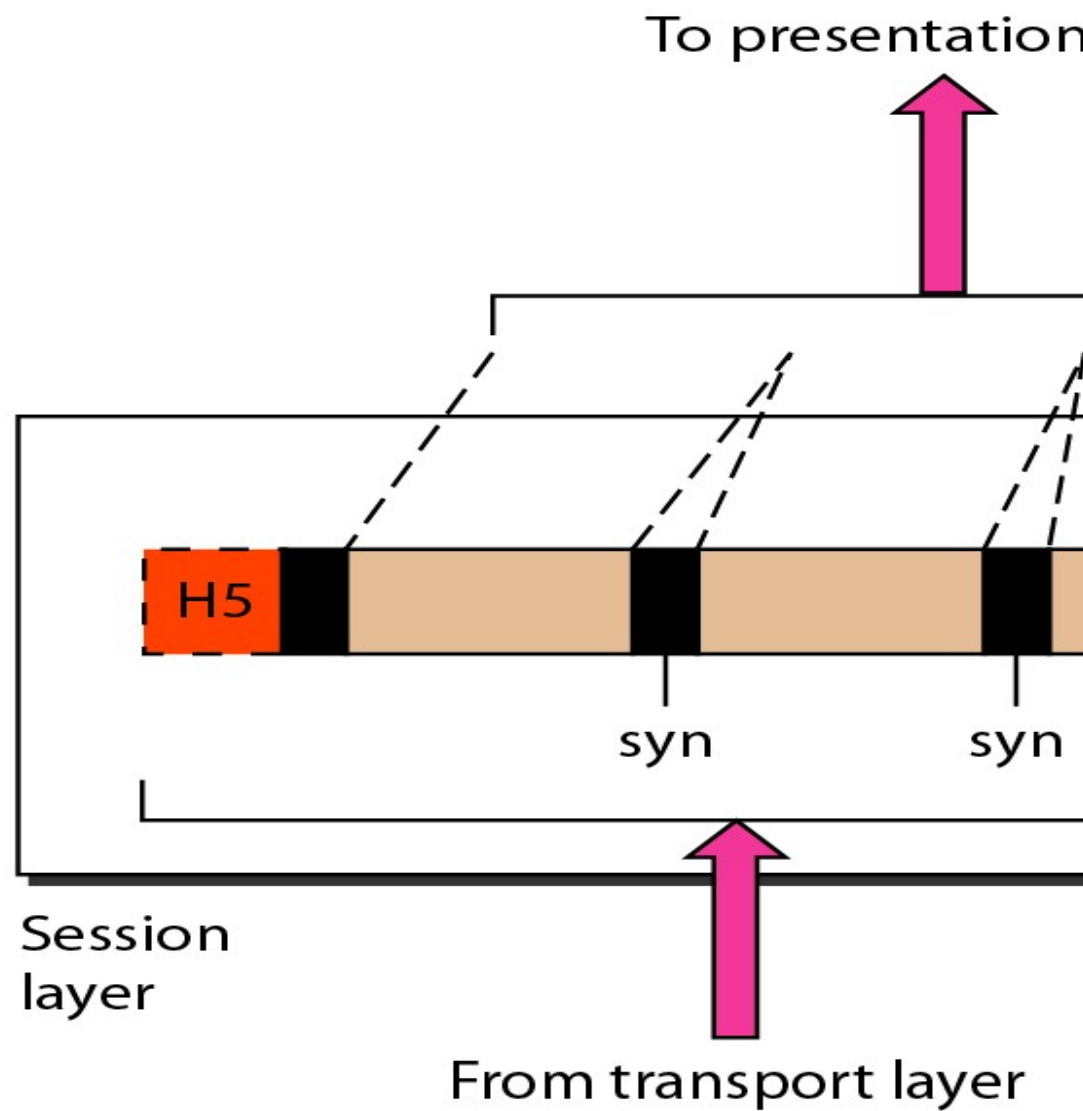 To presentation
H5
syn
syn
Session
layer
From transport layer